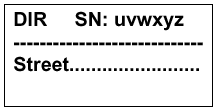 DIR SN: uvwxyz
-----------------------------
Street........................